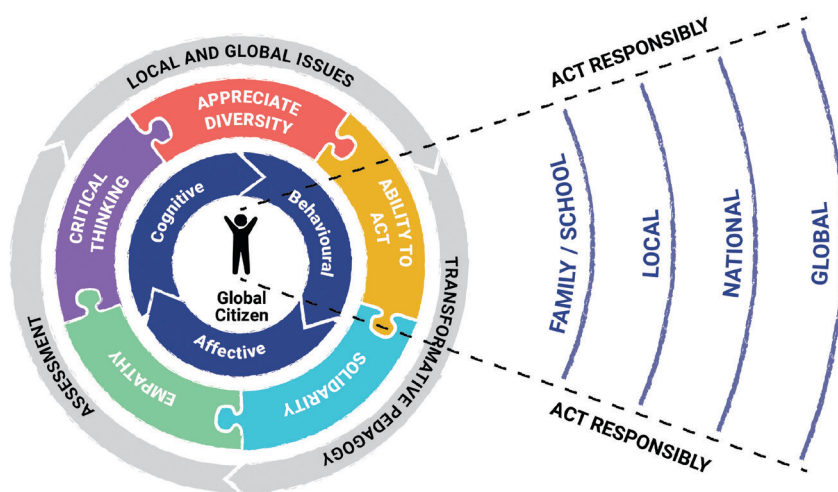 LOCAL AND GLOBAL ISSUES
ACT RESPONSIBLY
APPRECIATE
DIVERSITY
CRITICAL
THINKING
ABILITY TO
ACT
Cognitive
Behavioural
Affective
Global
Citizen
EMPATHY
SOLIDARITY
ASSESSMENT
TRANSFORMATIVE PEDAGOGY
FAMILY / SCHOOL
LOCAL
NATIONAL
GLOBAL
ACT RESPONSIBLY